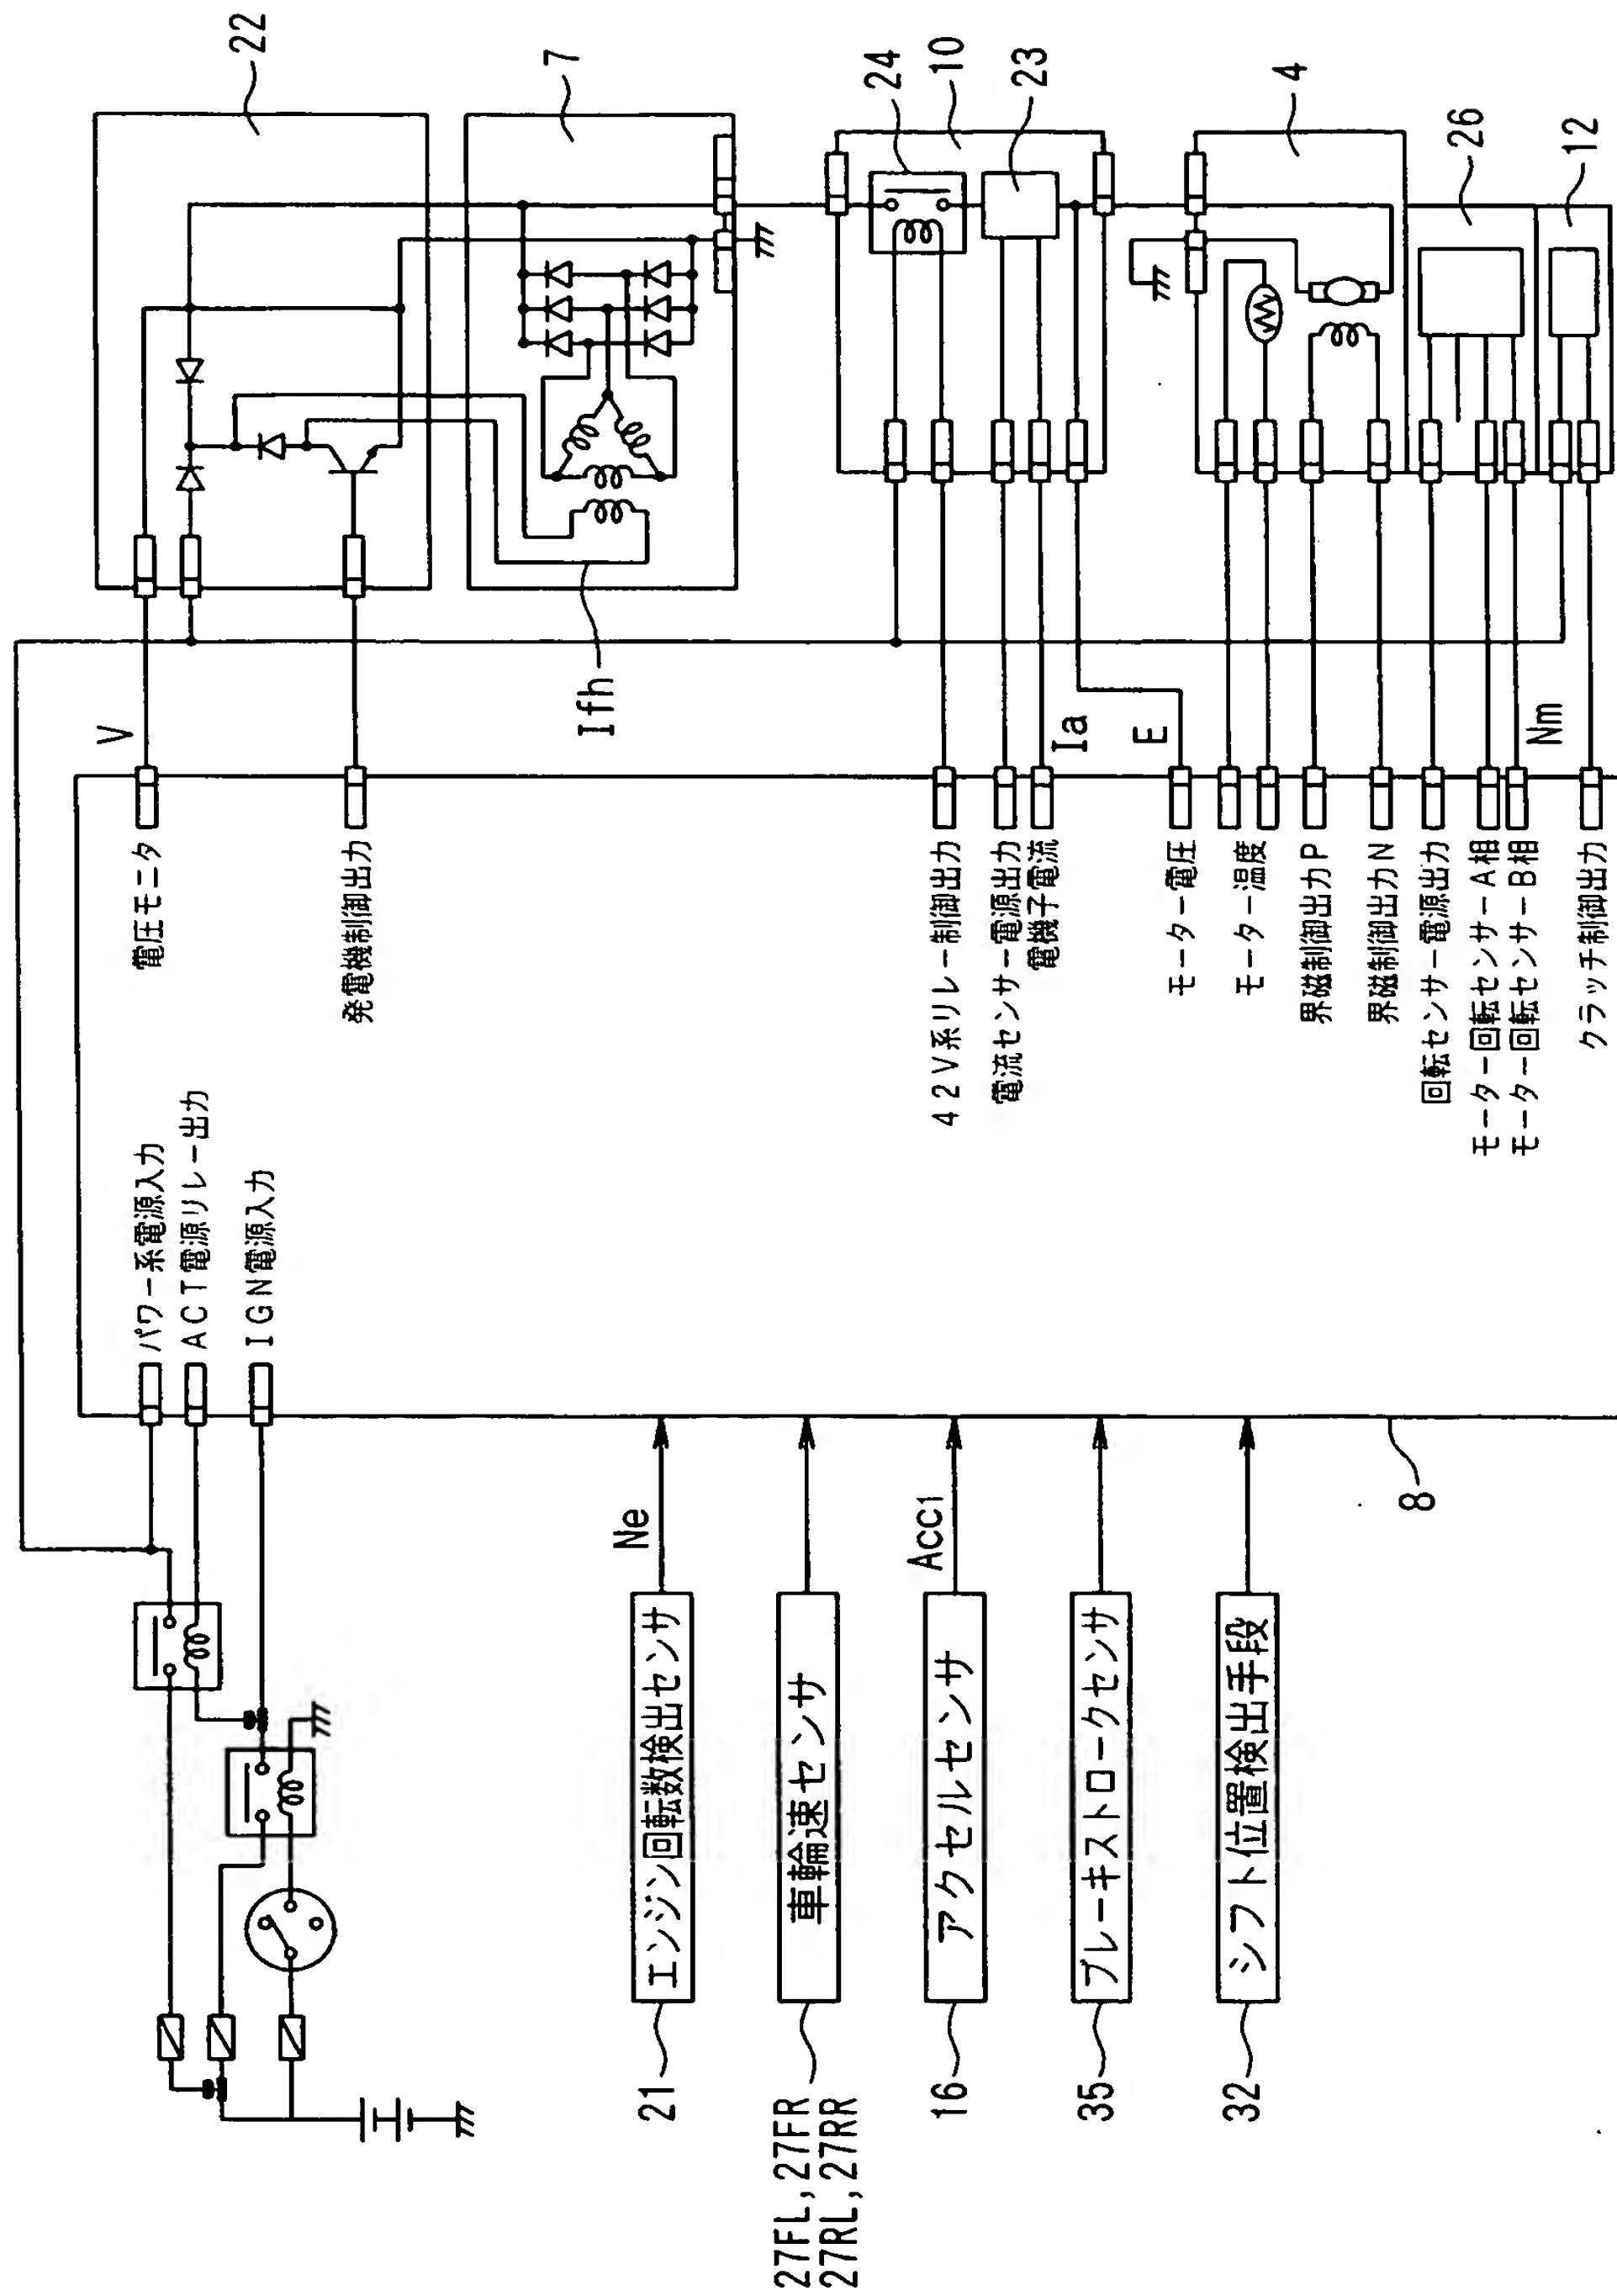 22
7
24
10
23
4
26
12
Ifh
V
Ia
E
Nm
電圧モニタ
発電機制御出力
42V系リレー制御出力
電流センサー電源出力
電機子電流
モーター電圧
モーター温度
界磁制御出力P
界磁制御出力N
回転センサー電源出力
モーター回転センサーA相
モーター回転センサーB相
クラッチ制御出力
パワー系電源入力
ACT電源リレー出力
IGN電源入力
8
Ne
Acc1
エンジン回転数検出センサ
車輪速センサ
アクセルセンサ
ブレーキストロークセンサ
シフト位置検出手段
21
27FL,27FR
27RL,27RR
16
35
32